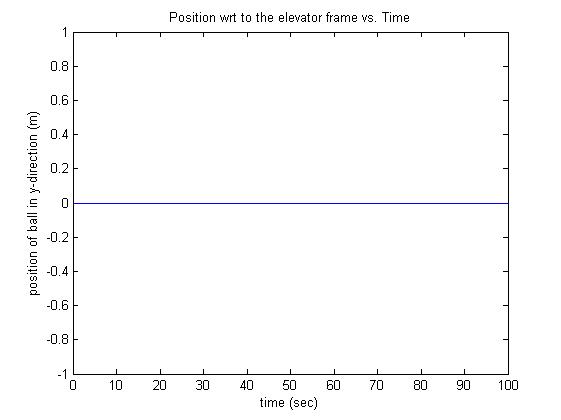 Position wrt to the elevator frame vs. Time
position of ball in y-direction (m)
1
0.8
0.6
0.4
0.2
0
-0.2
-0.4
-0.6
-0.8
-1
0 10 20 30 40 50 60 70 80 90 100
time (sec)